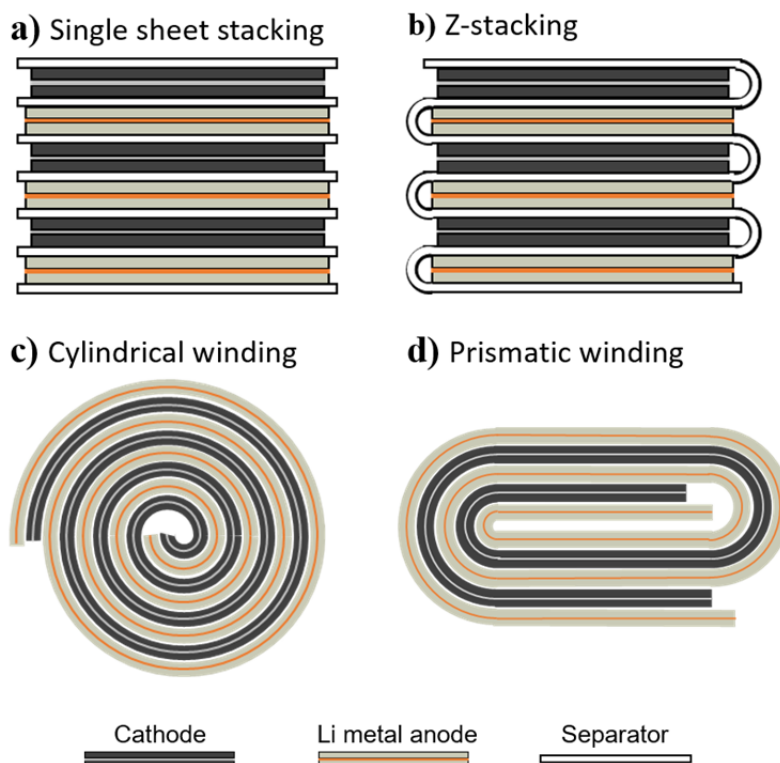 a) Single sheet stacking
b) Z-stacking
c) Cylindrical winding
d) Prismatic winding
Cathode
Li metal anode
Separator